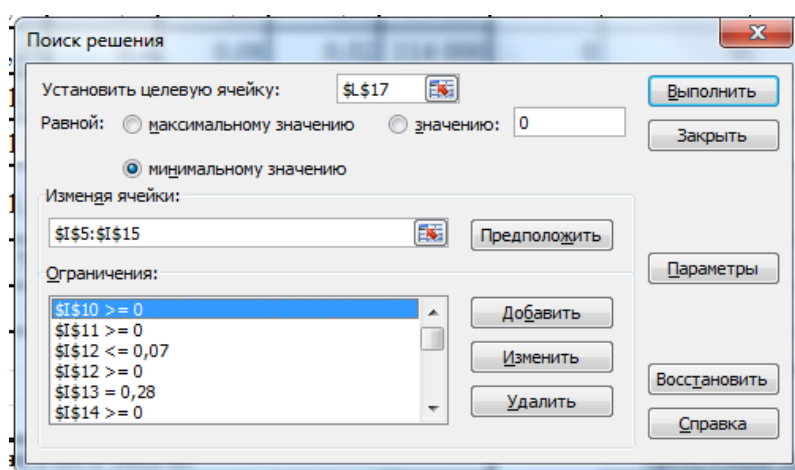 Поиск решения
Установить целевую ячейку: $L$17
Выполнить
Равной: максимальному значению значению: 0
Закрыть
минимальному значению
Изменяя ячейки:
$I$5:$I$15
Предположить
Ограничения:
Параметры
$I$10 >= 0
$I$11 >= 0
$I$12 <= 0,07
$I$12 >= 0
$I$13 = 0,28
$I$14 >= 0
Добавить
Изменить
Удалить
Восстановить
Справка